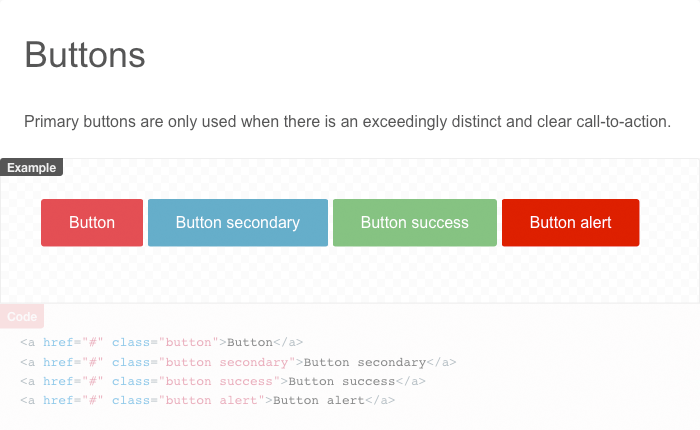 Buttons
Primary buttons are only used when there is an exceedingly distinct and clear call-to-action.
Example
Button Button secondary Button success Button alert
Code
<a href="#" class="button">Button</a>
<a href="#" class="button secondary">Button secondary</a>
<a href="#" class="button success">Button success</a>
<a href="#" class="button alert">Button alert</a>